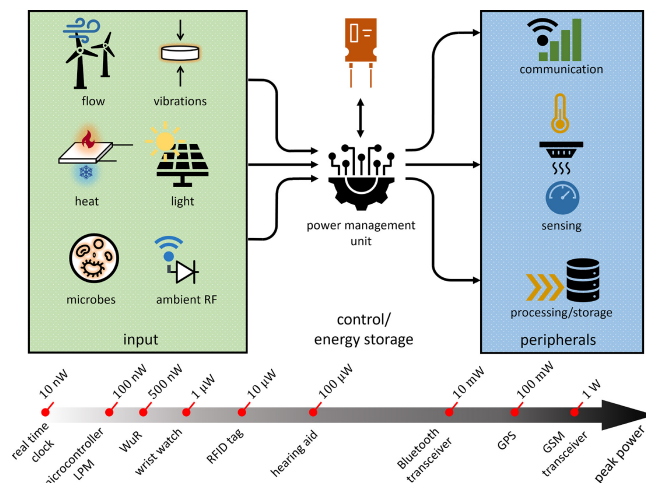 flow
vibrations
heat
light
microbes
ambient RF
input
power management
unit
control/
energy storage
communication
sensing
processing/storage
peripherals
10 nW
100 nW
500 nW
1 µW
10 µW
100 µW
10 mW
100 mW
1 W
real time
clock
microcontroller
LPM
WuR
wrist watch
RFID tag
hearing aid
Bluetooth
transceiver
GPS
GSM
transceiver
peak power